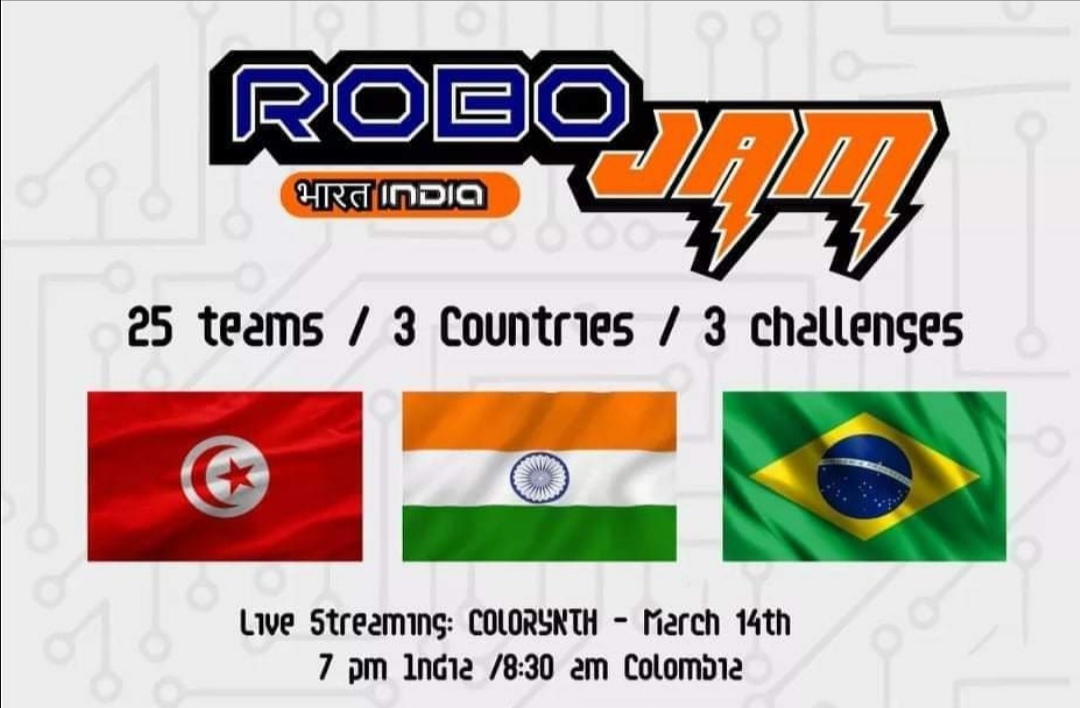 ROBO
JAM
भारत INDIA
25 teams / 3 Countries / 3 challenges
Live Streaming: COLORYNTH - March 14th
7 pm India /8:30 am Colombia